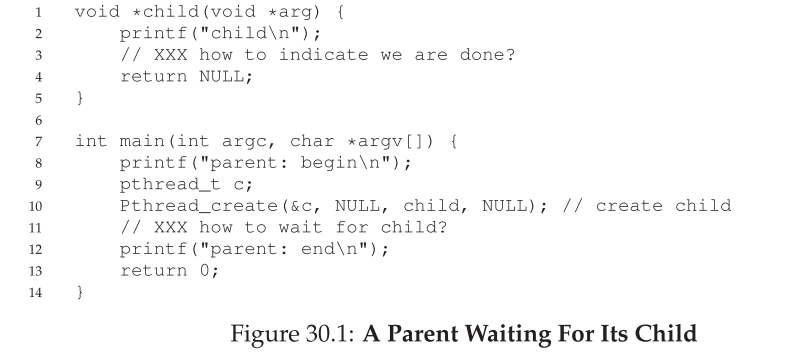 1 void *child(void *arg) {
2 printf("child\n");
3 // XXX how to indicate we are done?
4 return NULL;
5 }
6
7 int main(int argc, char *argv[]) {
8 printf("parent: begin\n");
9 pthread_t c;
10 Pthread_create(&c, NULL, child, NULL); // create child
11 // XXX how to wait for child?
12 printf("parent: end\n");
13 return 0;
14 }
Figure 30.1: A Parent Waiting For Its Child